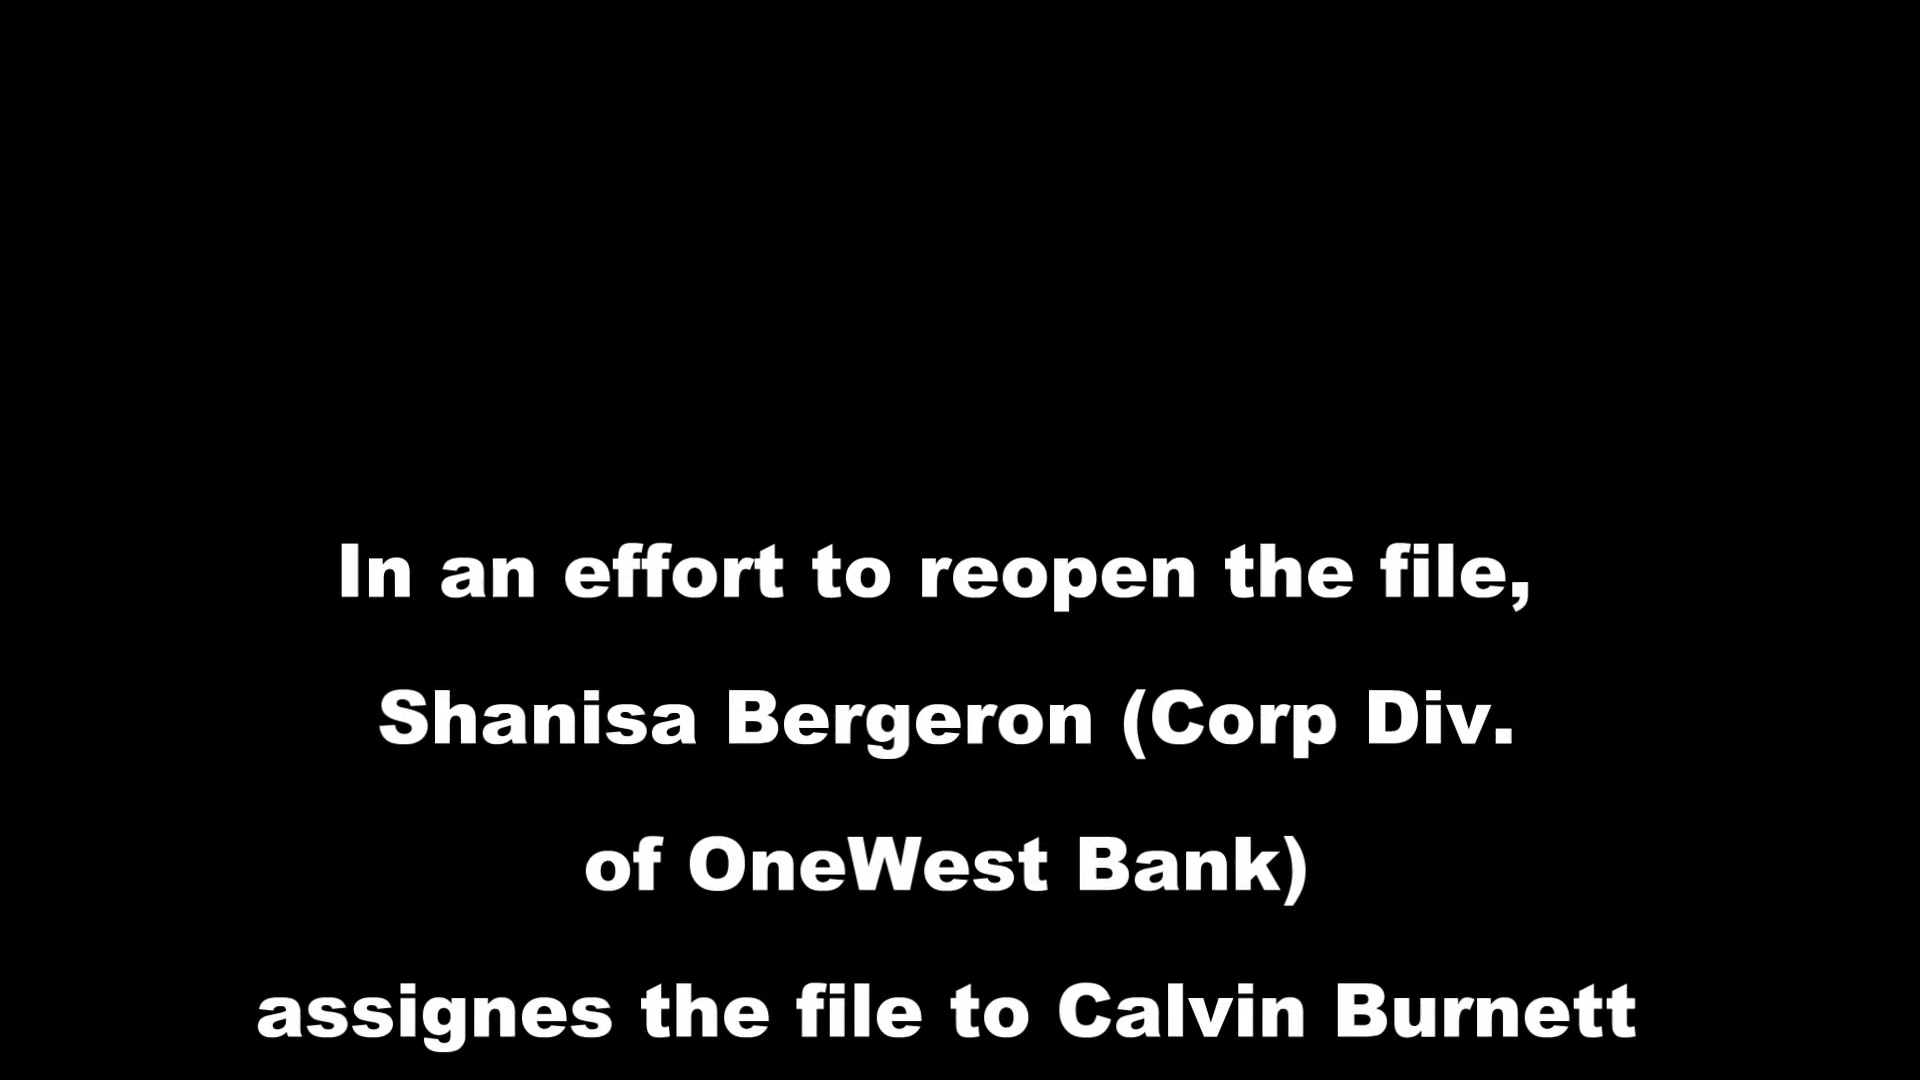 In an effort to reopen the file,
Shanisa Bergeron (Corp Div.
of OneWest Bank)
assignes the file to Calvin Burnett